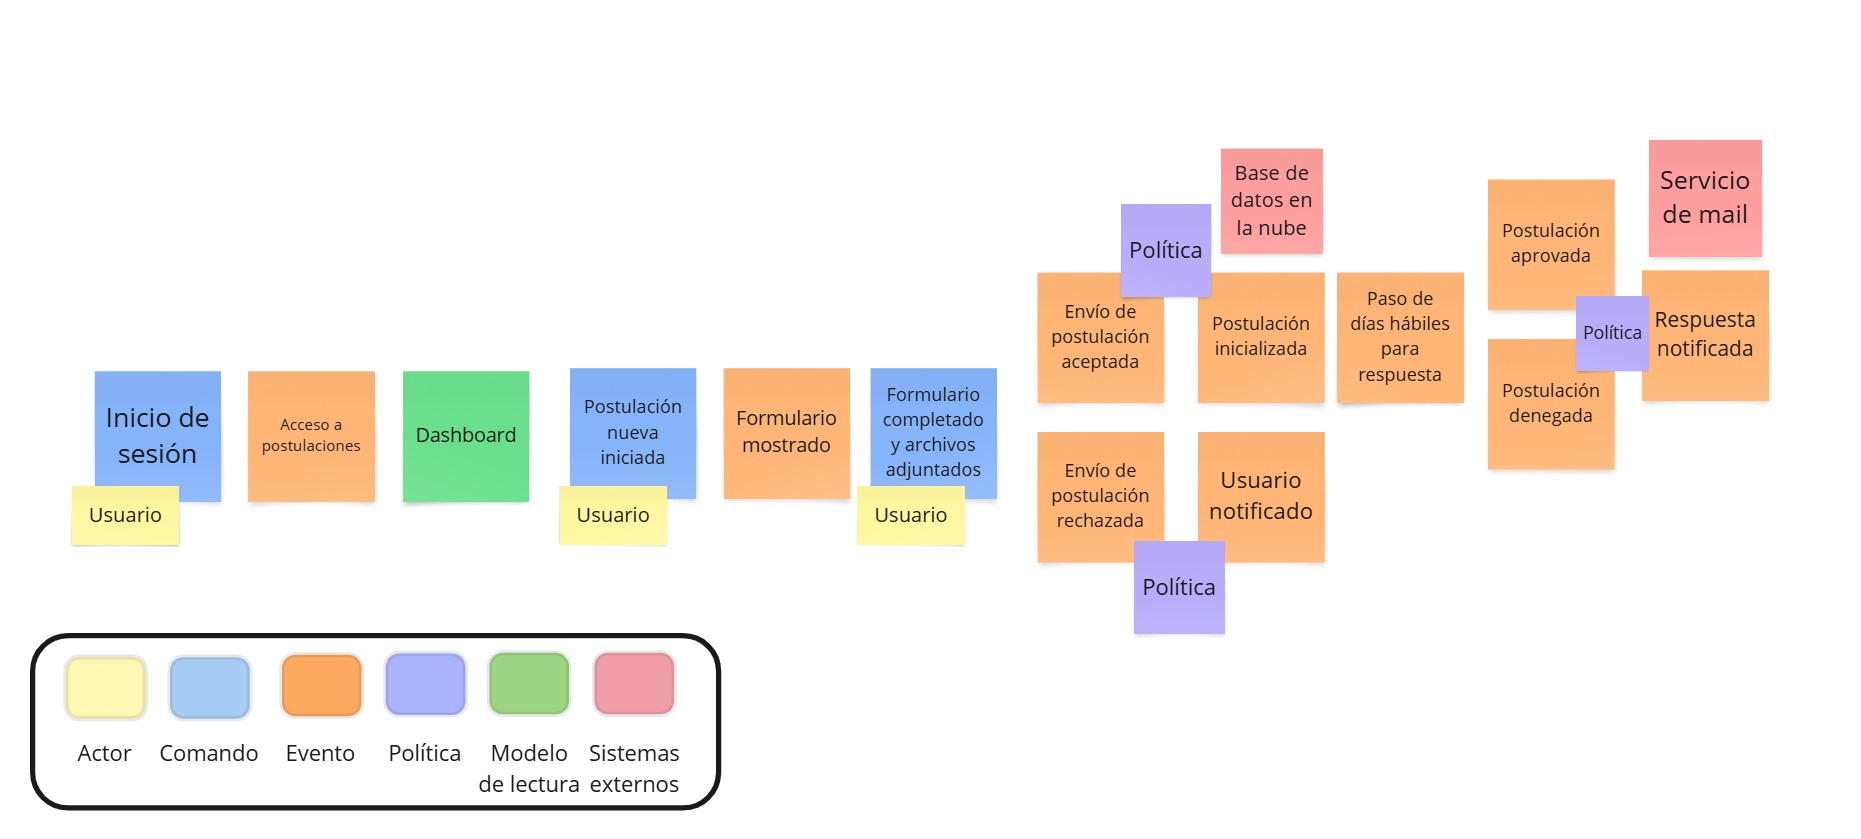 Inicio de
sesión
Usuario
Acceso a
postulaciones
Dashboard
Postulación
nueva
iniciada
Usuario
Formulario
mostrado
Formulario
completado
y archivos
adjuntados
Usuario
Política
Base de
datos en
la nube
Envío de
postulación
aceptada
Postulación
inicializada
Paso de
días hábiles
para
respuesta
Envío de
postulación
rechazada
Usuario
notificado
Política
Postulación
aprovada
Servicio
de mail
Política
Respuesta
notificada
Postulación
denegada
Actor
Comando
Evento
Política
Modelo
de lectura
Sistemas
externos